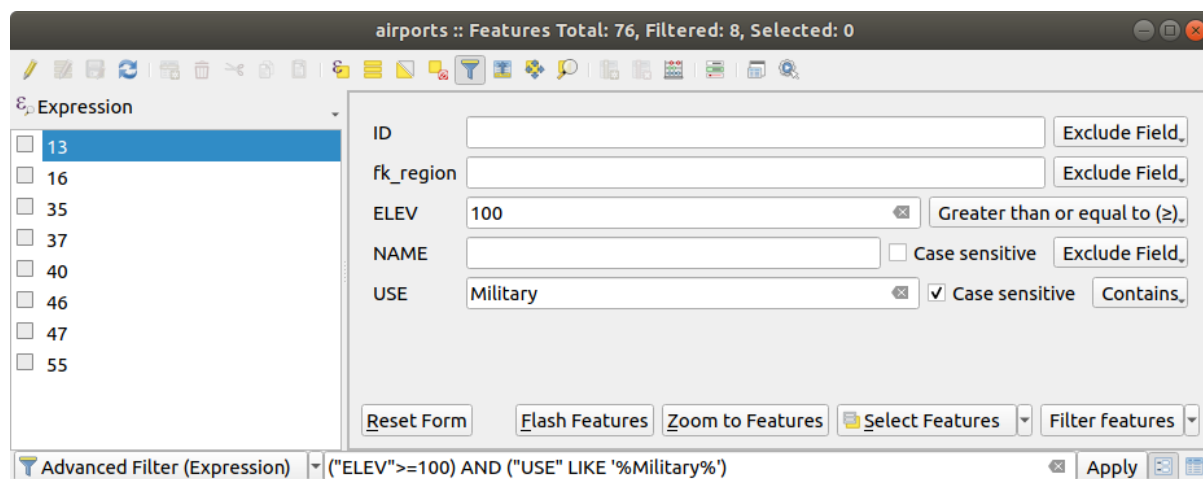 airports :: Features Total: 76, Filtered: 8, Selected: 0
Expression
13
16
35
37
40
46
47
55
ID Exclude Field
fk_region Exclude Field
ELEV 100 Greater than or equal to (≥)
NAME Case sensitive Exclude Field
USE Military Case sensitive Contains
Reset Form Flash Features Zoom to Features Select Features Filter features
Advanced Filter (Expression) ("ELEV">=100) AND ("USE" LIKE '%Military%') Apply